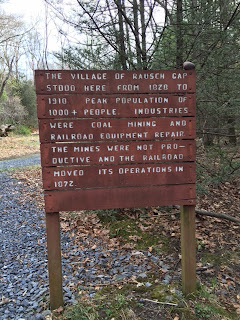 THE VILLAGE OF RAUSCH GAP
STOOD HERE FROM 1828 TO
1910 PEAK POPULATION OF
1000+ PEOPLE. INDUSTRIES
WERE COAL MINING AND
RAILROAD EQUIPMENT REPAIR.
THE MINES WERE NOT PRO-
DUCTIVE AND THE RAILROAD
MOVED ITS OPERATIONS IN
1872.